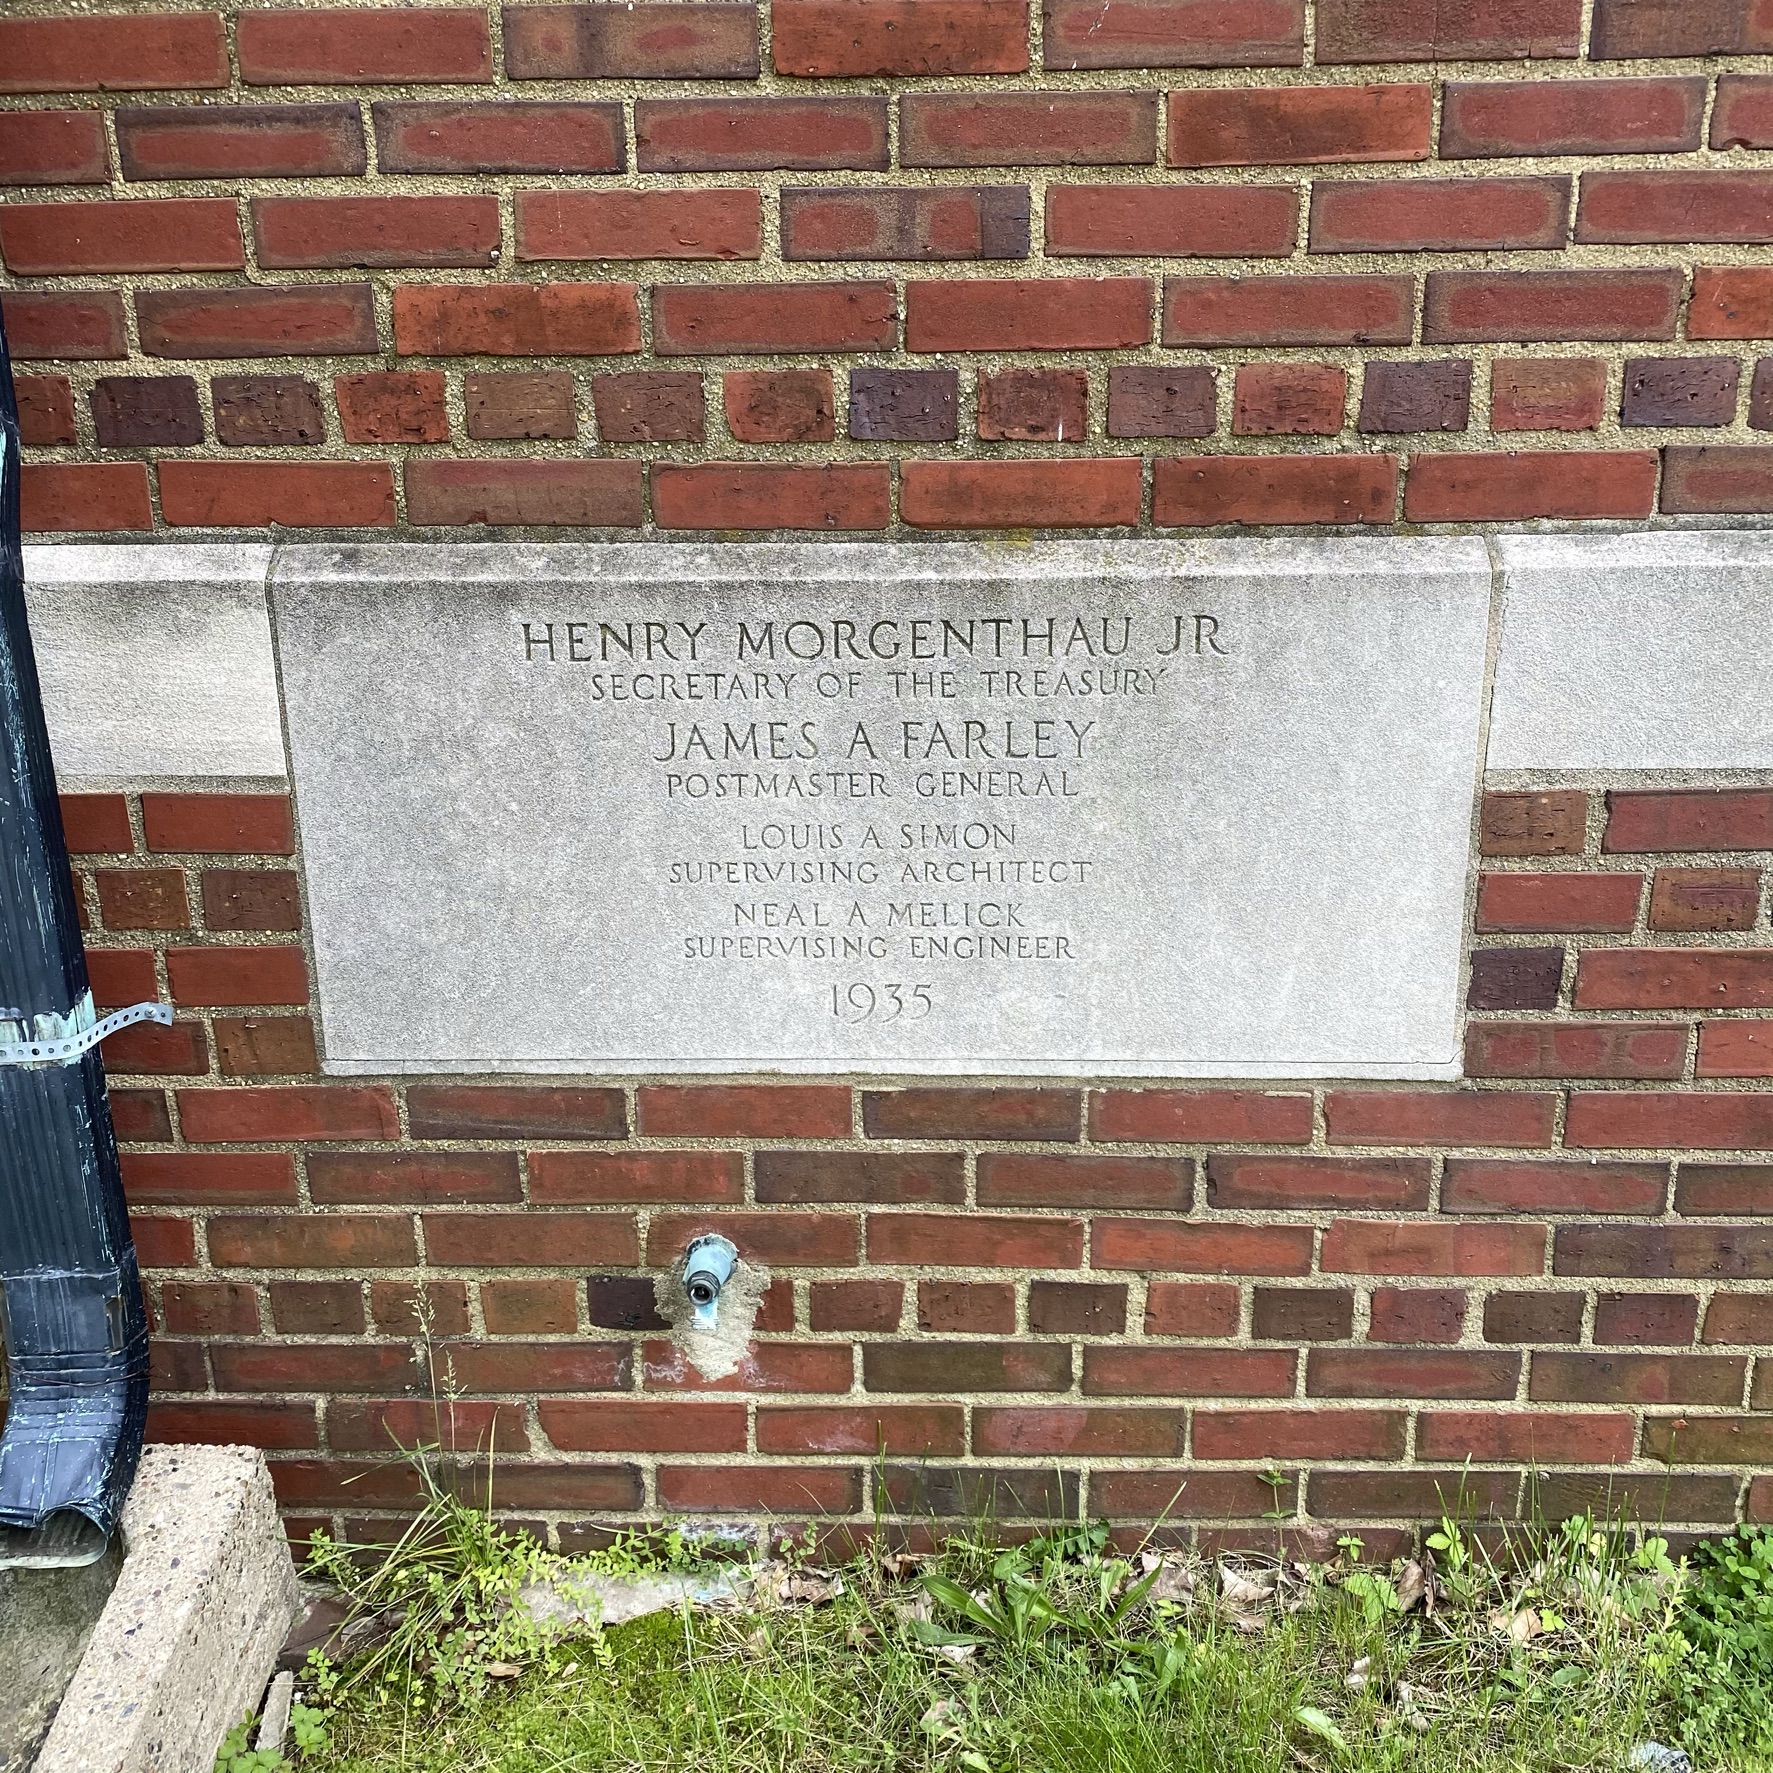 HENRY MORGENTHAU JR
SECRETARY OF THE TREASURY
JAMES A FARLEY
POSTMASTER GENERAL
LOUIS A SIMON
SUPERVISING ARCHITECT
NEAL A MELICK
SUPERVISING ENGINEER
1935